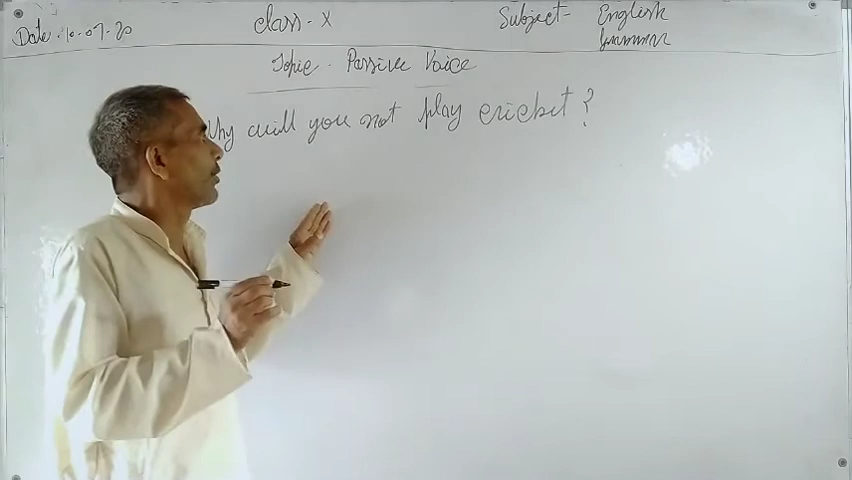 Date. 10-07-20 Class - X Subject - English
Grammar
Topic - Passive Voice
Why will you not play cricket?